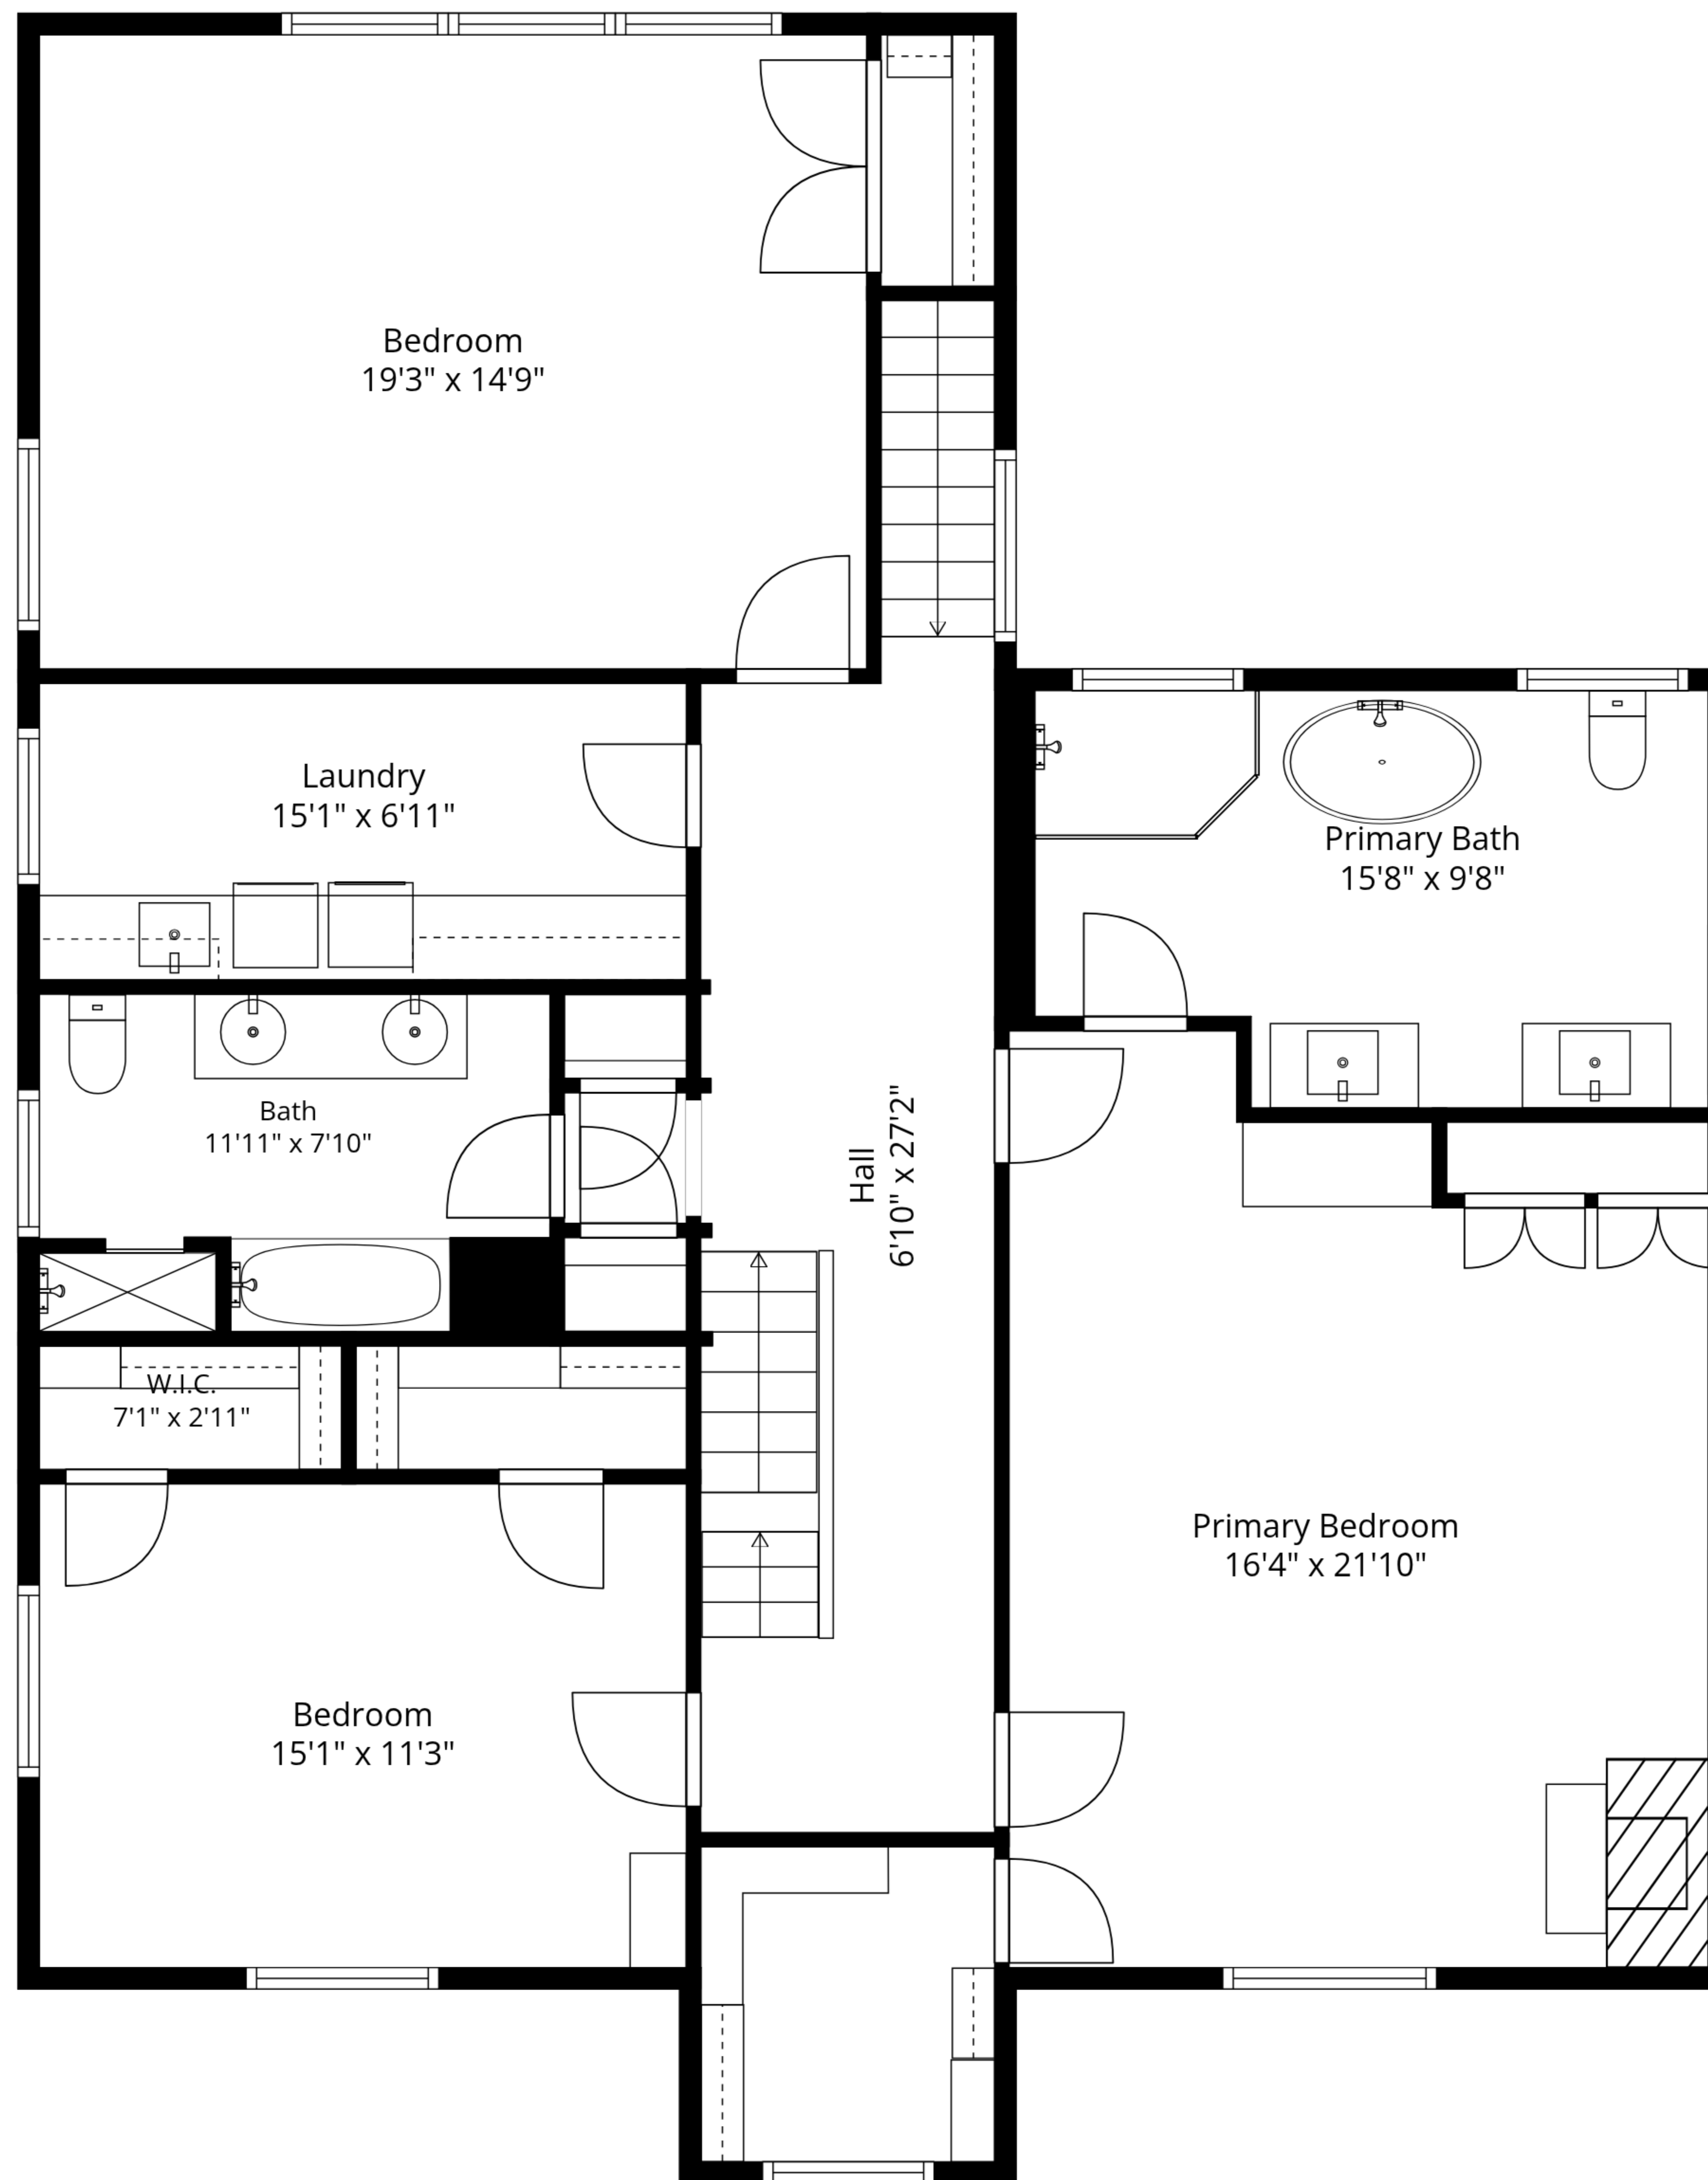 Bedroom
19'3" x 14'9"
Laundry
15'1" x 6'11"
Primary Bath
15'8" x 9'8"
Bath
11'11" x 7'10"
Hall
6'10" x 27'2"
W.I.C.
7'1" x 2'11"
Primary Bedroom
16'4" x 21'10"
Bedroom
15'1" x 11'3"